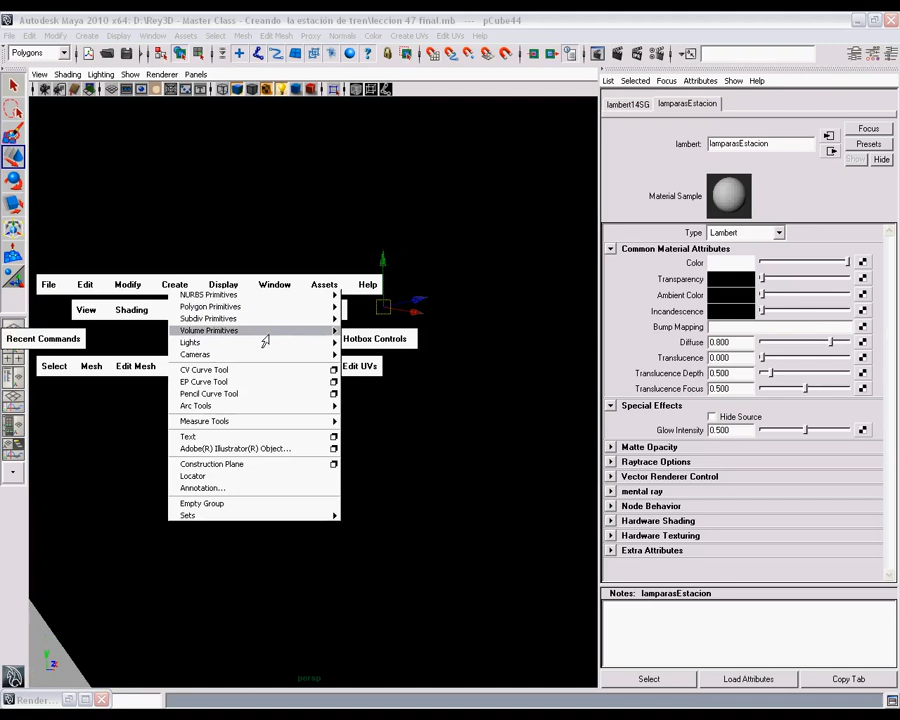 Autodesk Maya 2010 x64: D:\Rey3D - Master Class - Creando la estación de tren\leccion 47 final.mb --- pCube44
File Edit Create Display Window Assets Select Mesh Edit Mesh Proxy Normals Color Create UVs Edit UVs Help
Polygons
View Shading Lighting Show Renderer Panels
List Selected Focus Attributes Show Help
lambert14SG lamparasEstacion
lambert: lamparasEstacion
Focus
Presets
Show Hide
Material Sample
Type Lambert
Common Material Attributes
Color
Transparency
Ambient Color
Incandescence
Bump Mapping
Diffuse 0.800
Translucence 0.000
Translucence Depth 0.500
Translucence Focus 0.500
Special Effects
Hide Source
Glow Intensity 0.500
Matte Opacity
Raytrace Options
Vector Renderer Control
mental ray
Node Behavior
Hardware Shading
Hardware Texturing
Extra Attributes
Notes: lamparasEstacion
Select Load Attributes Copy Tab
File Edit Modify Create Display Window Assets Help
View Shading
Recent Commands Hotbox Controls
Select Mesh Edit Mesh Edit UVs
NURBS Primitives
Polygon Primitives
Subdiv Primitives
Volume Primitives
Lights
Cameras
CV Curve Tool
EP Curve Tool
Pencil Curve Tool
Arc Tools
Measure Tools
Text
Adobe(R) Illustrator(R) Object...
Construction Plane
Locator
Annotation...
Empty Group
Sets
y
z
persp
Render...